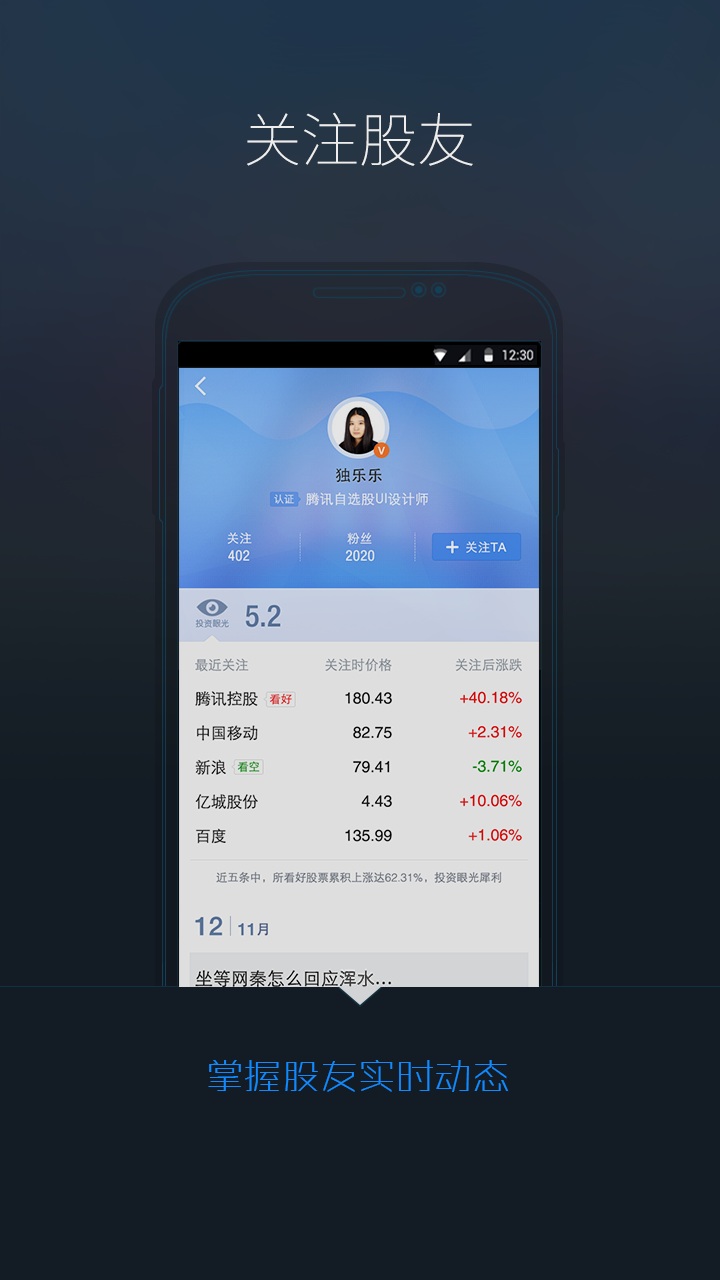 关注股友
12:30
V
独乐乐
认证 腾讯自选股UI设计师
关注 粉丝
402 2020 + 关注TA
投资眼光 5.2
最近关注 关注时价格 关注后涨跌
腾讯控股 看好 180.43 +40.18%
中国移动 82.75 +2.31%
新浪 看空 79.41 -3.71%
亿城股份 4.43 +10.06%
百度 135.99 +1.06%
近五条中，所看好股票累积上涨达62.31%，投资眼光犀利
12 11月
坐等网秦怎么回应浑水...
掌握股友实时动态